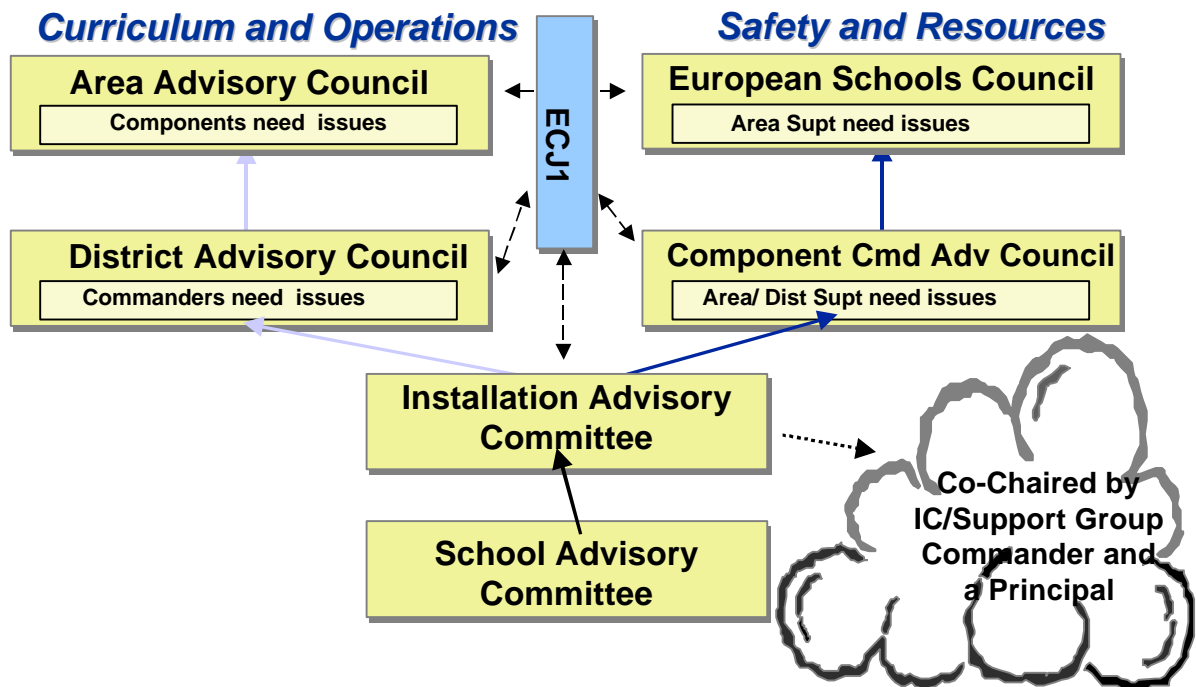 Curriculum and Operations
Safety and Resources
Area Advisory Council
Components need issues
ECJ1
European Schools Council
Area Supt need issues
District Advisory Council
Commanders need issues
Component Cmd Adv Council
Area/ Dist Supt need issues
Installation Advisory
Committee
Co-Chaired by
IC/Support Group
Commander and
a Principal
School Advisory
Committee